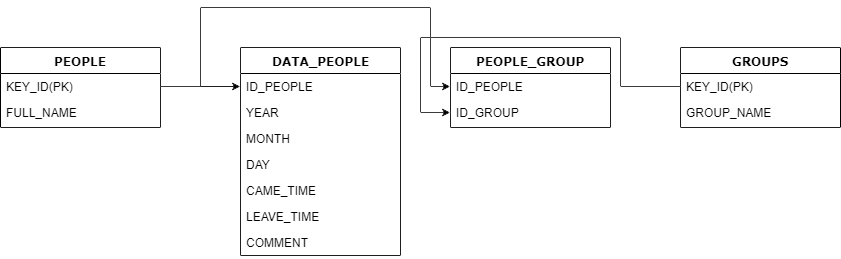 PEOPLE
KEY_ID(PK)
FULL_NAME
DATA_PEOPLE
ID_PEOPLE
YEAR
MONTH
DAY
CAME_TIME
LEAVE_TIME
COMMENT
PEOPLE_GROUP
ID_PEOPLE
ID_GROUP
GROUPS
KEY_ID(PK)
GROUP_NAME